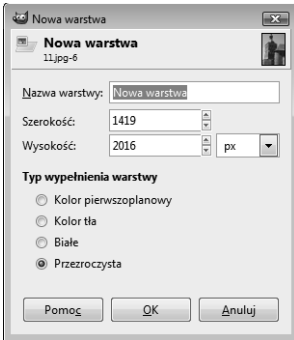 Nowa warstwa
Nowa warstwa
11.jpg-6
Nazwa warstwy: Nowa warstwa
Szerokość: 1419
Wysokość: 2016 px
Typ wypełnienia warstwy
Kolor pierwszoplanowy
Kolor tła
Białe
Przezroczysta
Pomoc OK Anuluj